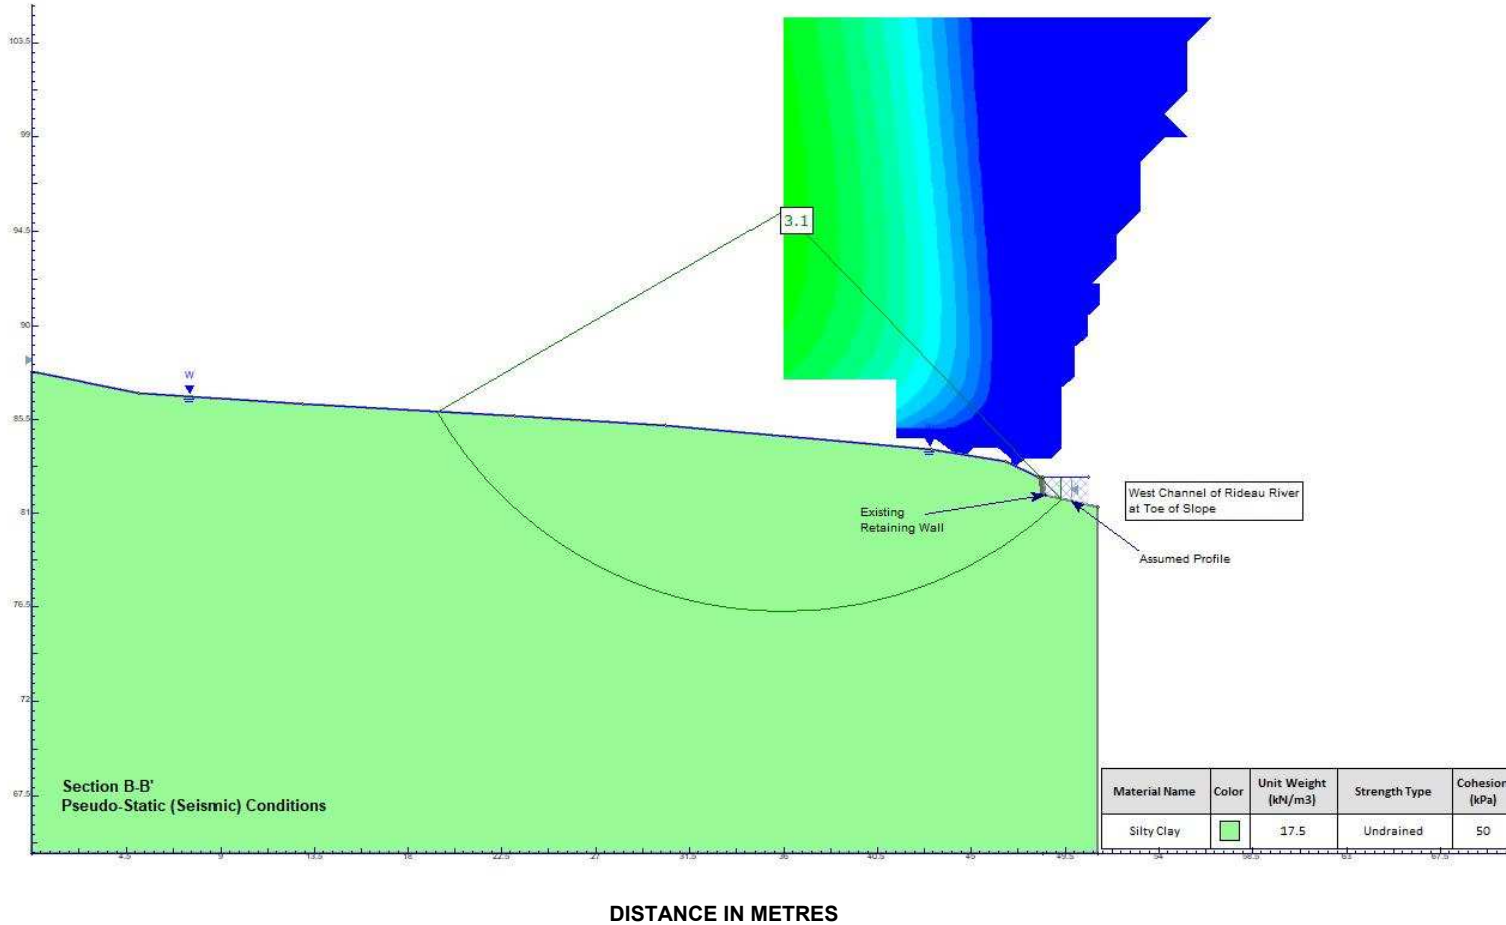 103.5
99
94.5
90
85.5
81
76.5
72
67.5
3.1
W
Existing
Retaining Wall
West Channel of Rideau River
at Toe of Slope
Assumed Profile
Section B-B'
Pseudo-Static (Seismic) Conditions
Material Name Color Unit Weight (kN/m3) Strength Type Cohesion (kPa)
Silty Clay 17.5 Undrained 50
4.5 9 13.5 18 22.5 27 31.5 36 40.5 45 49.5 54 58.5 63 67.5
DISTANCE IN METRES